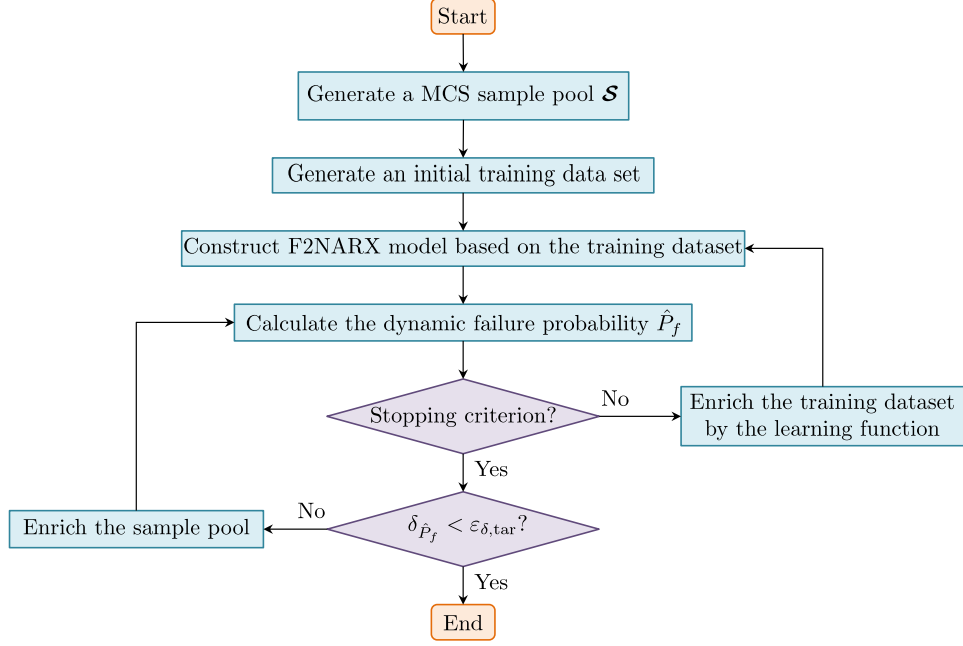 Start
Generate a MCS sample pool 𝓢
Generate an initial training data set
Construct F2NARX model based on the training dataset
Calculate the dynamic failure probability P̂_f
Stopping criterion?
No
Enrich the training dataset
by the learning function
Yes
δ_{P̂_f} < ε_{δ,tar}?
No
Enrich the sample pool
Yes
End